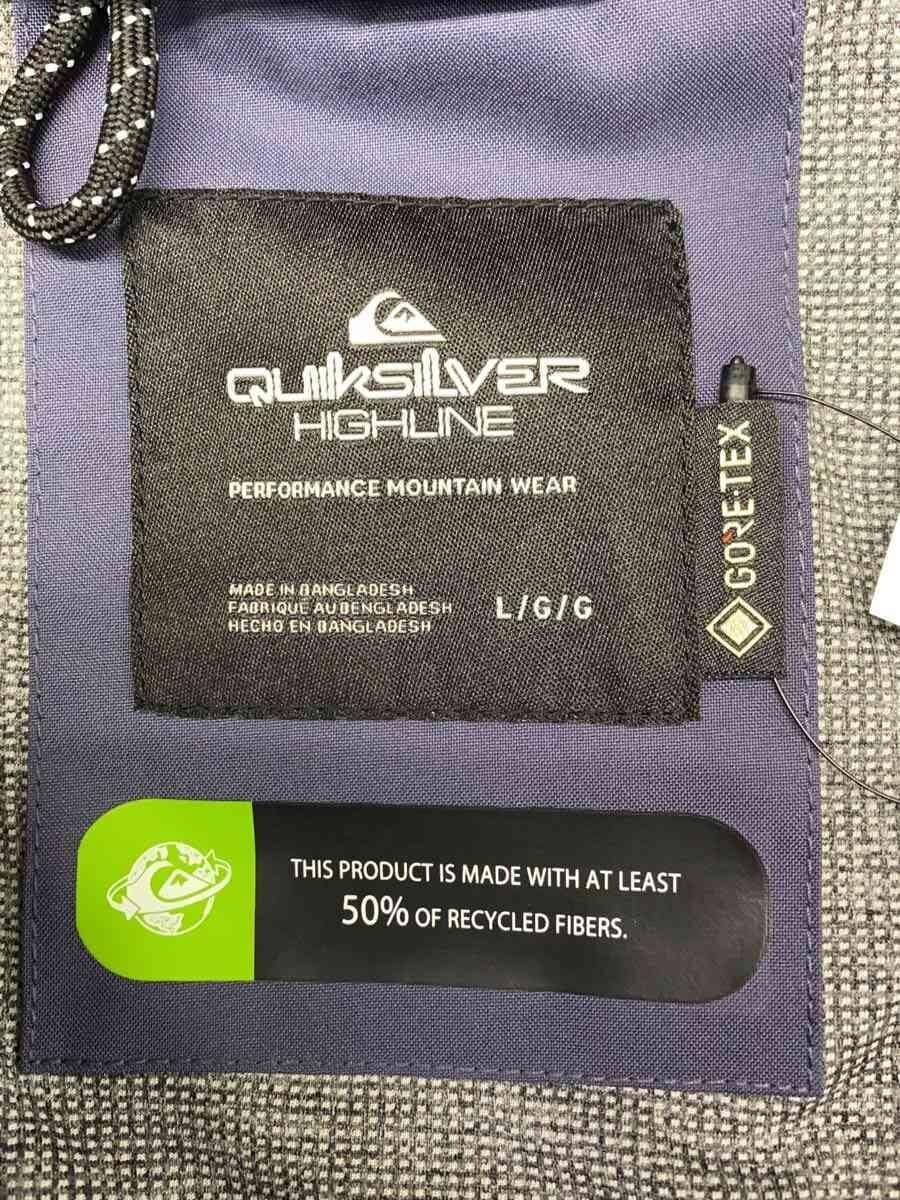 QUIKSILVER
HIGHLINE
PERFORMANCE MOUNTAIN WEAR
MADE IN BANGLADESH
FABRIQUE AU BENGLADESH
HECHO EN BANGLADESH
L/G/G
GORE-TEX
THIS PRODUCT IS MADE WITH AT LEAST
50% OF RECYCLED FIBERS.